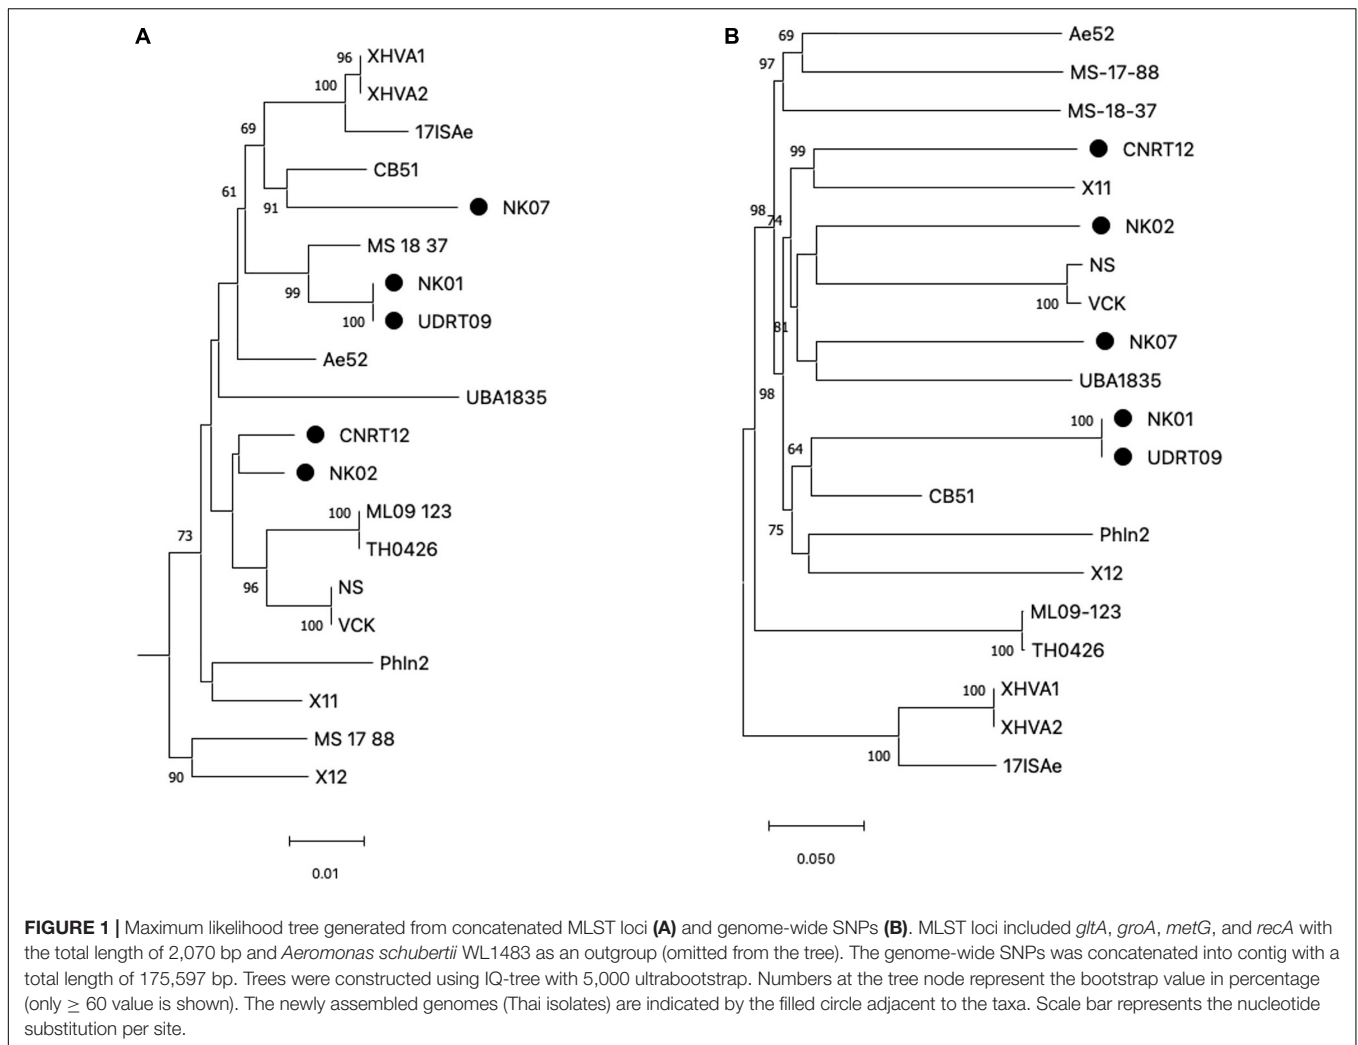 A
96
XHVA1
100
XHVA2
17ISAe
69
CB51
61
91
NK07
MS 18 37
NK01
99
100
UDRT09
Ae52
UBA1835
CNRT12
NK02
100
ML09 123
TH0426
73
96
NS
100
VCK
PhIn2
X11
MS 17 88
90
X12
0.01
B
69
Ae52
97
MS-17-88
MS-18-37
99
CNRT12
X11
98
74
NK02
NS
100
VCK
81
NK07
UBA1835
98
100
NK01
64
UDRT09
CB51
75
PhIn2
X12
ML09-123
100
TH0426
100
XHVA1
XHVA2
100
17ISAe
0.050
FIGURE 1 | Maximum likelihood tree generated from concatenated MLST loci (A) and genome-wide SNPs (B). MLST loci included gltA, groA, metG, and recA with
the total length of 2,070 bp and Aeromonas schubertii WL1483 as an outgroup (omitted from the tree). The genome-wide SNPs was concatenated into contig with a
total length of 175,597 bp. Trees were constructed using IQ-tree with 5,000 ultrabootstrap. Numbers at the tree node represent the bootstrap value in percentage
(only ≥ 60 value is shown). The newly assembled genomes (Thai isolates) are indicated by the filled circle adjacent to the taxa. Scale bar represents the nucleotide
substitution per site.